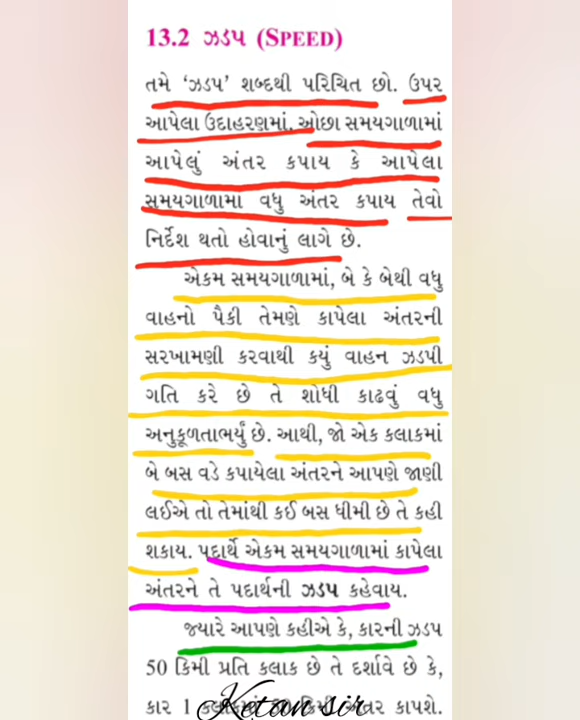 13.2 ઝડપ (SPEED)
તમે ‘ઝડપ’ શબ્દથી પરિચિત છો. ઉપર
આપેલા ઉદાહરણમાં, ઓછા સમયગાળામાં
આપેલું અંતર કપાય કે આપેલા
સમયગાળામા વધુ અંતર કપાય તેવો
નિર્દેશ થતો હોવાનું લાગે છે.
એકમ સમયગાળામાં, બે કે બેથી વધુ
વાહનો પૈકી તેમણે કાપેલા અંતરની
સરખામણી કરવાથી કયું વાહન ઝડપી
ગતિ કરે છે તે શોધી કાઢવું વધુ
અનુકૂળતાભર્યું છે. આથી, જો એક કલાકમાં
બે બસ વડે કપાયેલા અંતરને આપણે જાણી
લઈએ તો તેમાંથી કઈ બસ ધીમી છે તે કહી
શકાય. પદાર્થે એકમ સમયગાળામાં કાપેલા
અંતરને તે પદાર્થની ઝડપ કહેવાય.
જ્યારે આપણે કહીએ કે, કારની ઝડપ
50 કિમી પ્રતિ કલાક છે તે દર્શાવે છે કે,
કાર 1 કલાકમાં 50 કિમી અંતર કાપશે.
Ketan sir